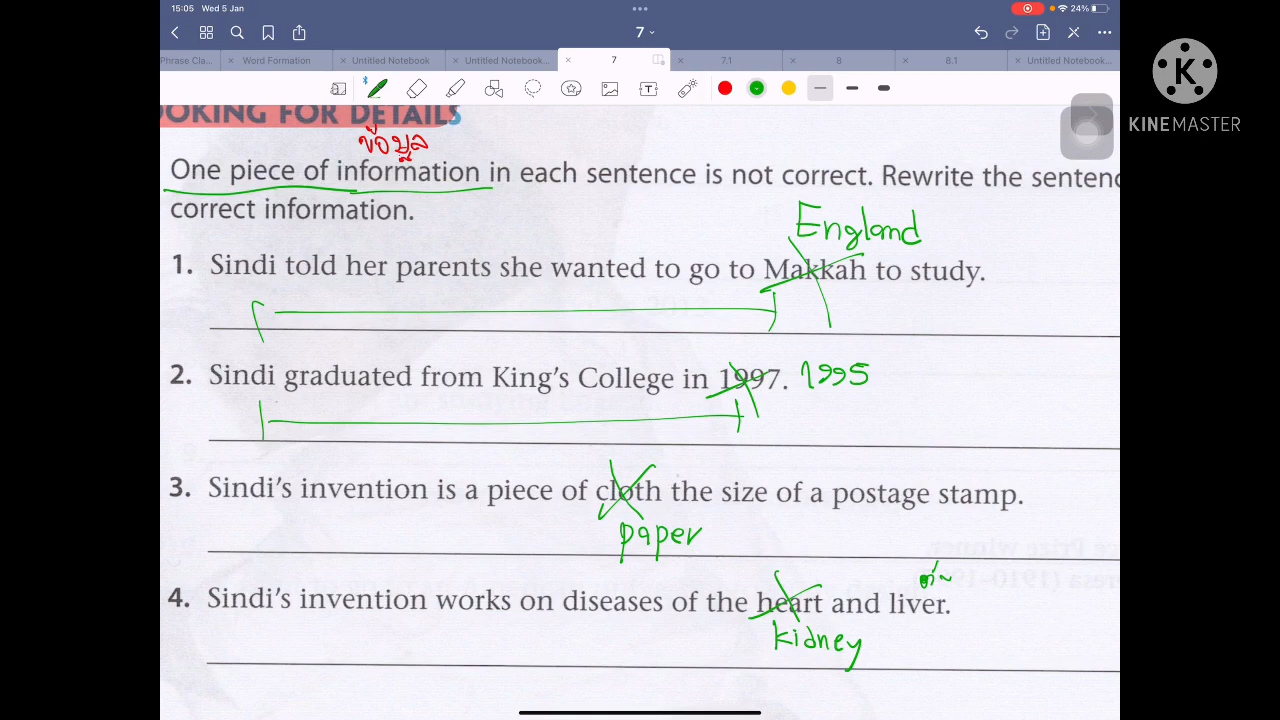 15:05 Wed 5 Jan
24%
7
Phrase Cla...
Word Formation
Untitled Notebook
Untitled Notebook...
7
7.1
8
8.1
Untitled Notebook...
K
KINEMASTER
OOKING FOR DETAILS
ข้อมูล
One piece of information in each sentence is not correct. Rewrite the senten
correct information.
England
1. Sindi told her parents she wanted to go to Makkah to study.
2. Sindi graduated from King's College in 1997. 1995
3. Sindi's invention is a piece of cloth the size of a postage stamp.
paper
4. Sindi's invention works on diseases of the heart and liver.
kidney